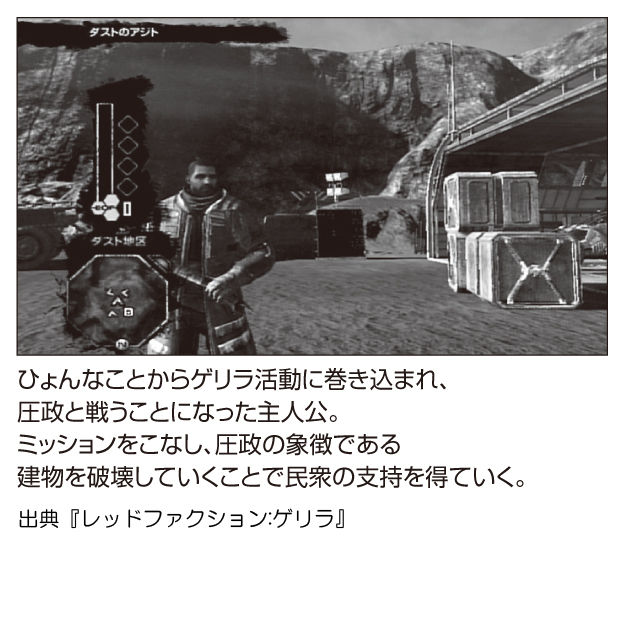 ダストのアジト
EDF 0
ダスト地区
N
ひょんなことからゲリラ活動に巻き込まれ、
圧政と戦うことになった主人公。
ミッションをこなし、圧政の象徴である
建物を破壊していくことで民衆の支持を得ていく。
出典『レッドファクション:ゲリラ』